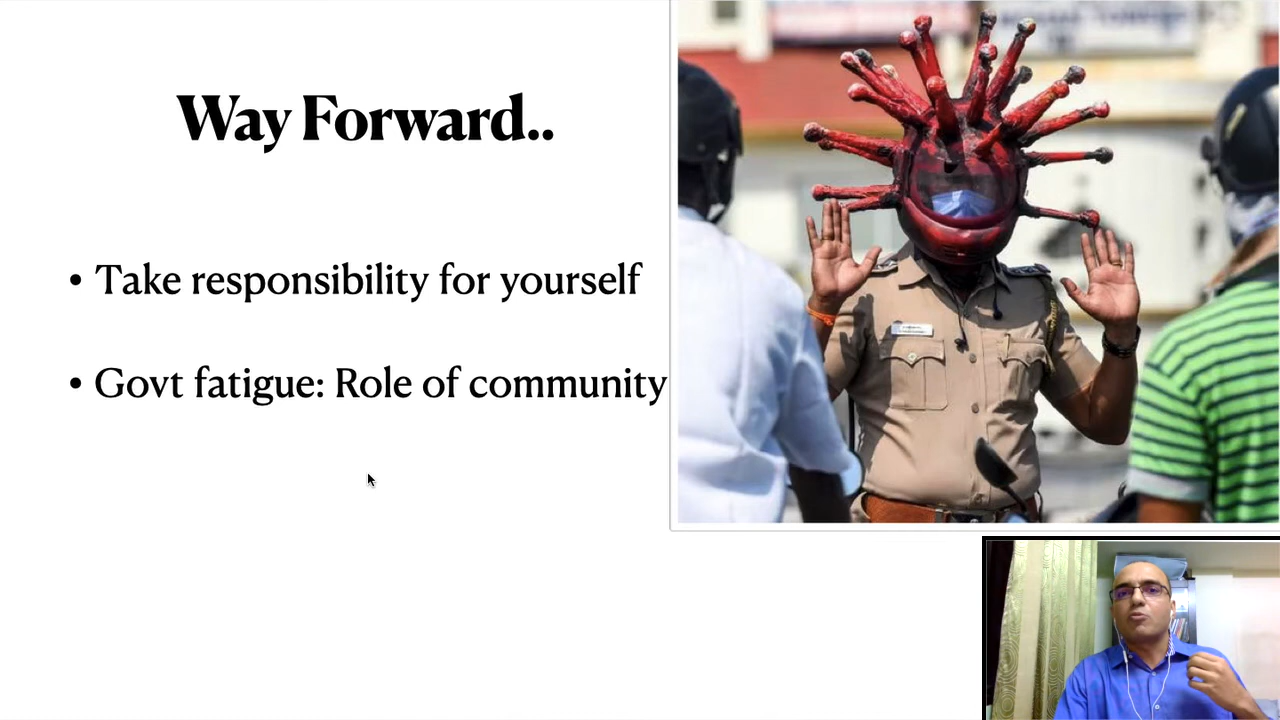 Way Forward..
• Take responsibility for yourself
• Govt fatigue: Role of community